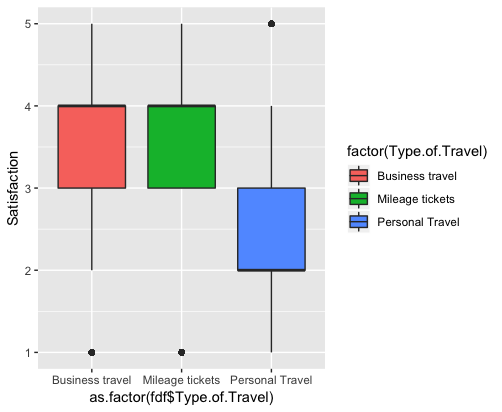 5
4
3
2
1
Satisfaction
Business travel
Mileage tickets
Personal Travel
as.factor(fdf$Type.of.Travel)
factor(Type.of.Travel)
Business travel
Mileage tickets
Personal Travel